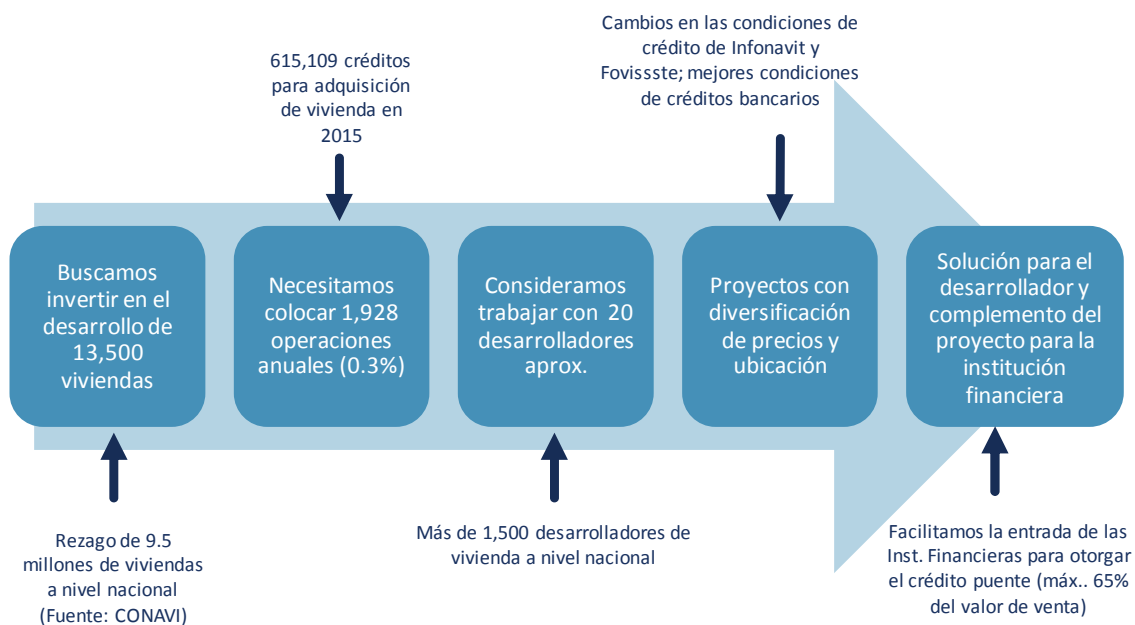 615,109 créditos
para adquisición
de vivienda en
2015
Cambios en las condiciones de
crédito de Infonavit y
Fovissste; mejores condiciones
de créditos bancarios
Buscamos
invertir en el
desarrollo de
13,500
viviendas
Necesitamos
colocar 1,928
operaciones
anuales (0.3%)
Consideramos
trabajar con 20
desarrolladores
aprox.
Proyectos con
diversificación
de precios y
ubicación
Solución para el
desarrollador y
complemento del
proyecto para la
institución
financiera
Rezago de 9.5
millones de viviendas
a nivel nacional
(Fuente: CONAVI)
Más de 1,500 desarrolladores de
vivienda a nivel nacional
Facilitamos la entrada de las
Inst. Financieras para otorgar
el crédito puente (máx.. 65%
del valor de venta)